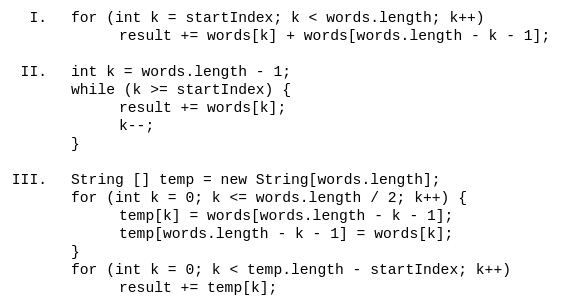 I. for (int k = startIndex; k < words.length; k++)
result += words[k] + words[words.length - k - 1];
II. int k = words.length - 1;
while (k >= startIndex) {
result += words[k];
k--;
}
III. String [] temp = new String[words.length];
for (int k = 0; k <= words.length / 2; k++) {
temp[k] = words[words.length - k - 1];
temp[words.length - k - 1] = words[k];
}
for (int k = 0; k < temp.length - startIndex; k++)
result += temp[k];